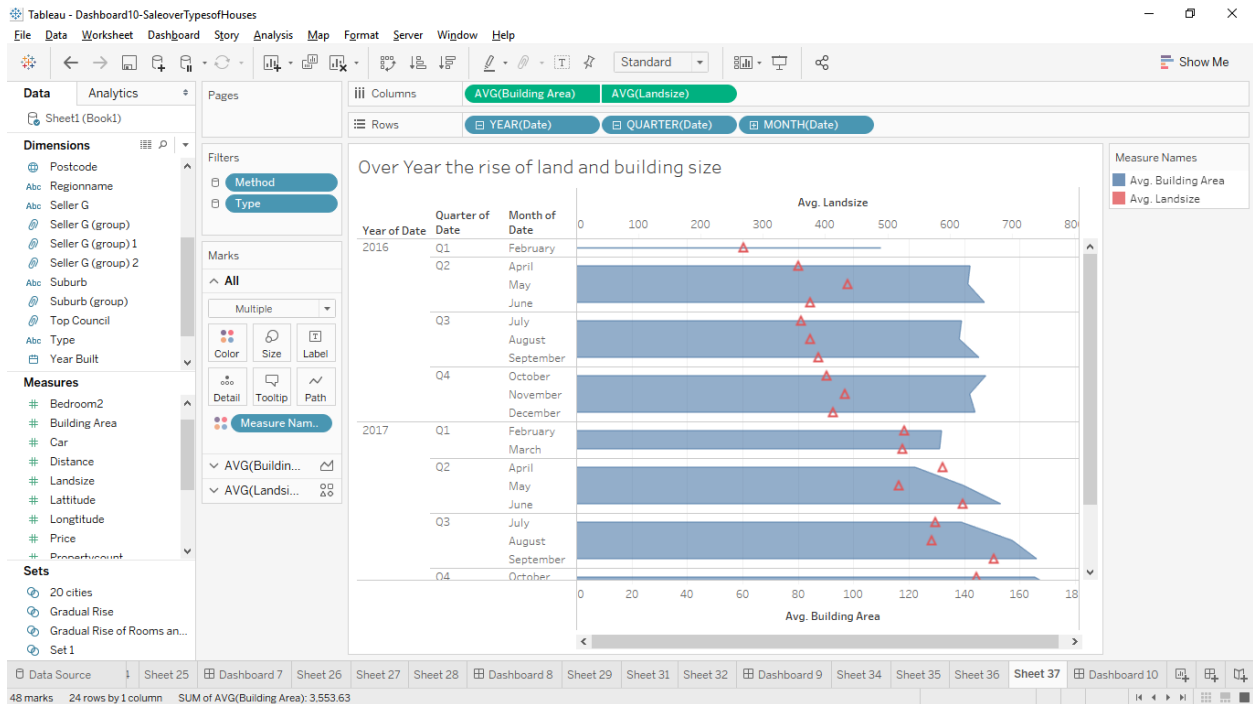 Tableau - Dashboard10-SaleoverTypesofHouses
File Data Worksheet Dashboard Story Analysis Map Format Server Window Help
Standard
Show Me
Data Analytics
Sheet1 (Book1)
Dimensions
Postcode
Abc Regionname
Abc Seller G
Seller G (group)
Seller G (group) 1
Seller G (group) 2
Abc Suburb
Suburb (group)
Top Council
Abc Type
Year Built
Measures
Bedroom2
Building Area
Car
Distance
Landsize
Lattitude
Longtitude
Price
Propertycount
Sets
20 cities
Gradual Rise
Gradual Rise of Rooms an...
Set 1
Pages
Filters
Method
Type
Marks
All
Multiple
Color Size Label
Detail Tooltip Path
Measure Nam..
AVG(Buildin...
AVG(Landsi...
Columns AVG(Building Area) AVG(Landsize)
Rows YEAR(Date) QUARTER(Date) MONTH(Date)
Over Year the rise of land and building size
Avg. Landsize
Year of Date Quarter of Date Month of Date 0 100 200 300 400 500 600 700 80
2016 Q1 February
Q2 April
May
June
Q3 July
August
September
Q4 October
November
December
2017 Q1 February
March
Q2 April
May
June
Q3 July
August
September
Q4 October
0 20 40 60 80 100 120 140 160 18
Avg. Building Area
Measure Names
Avg. Building Area
Avg. Landsize
Data Source 4 Sheet 25 Dashboard 7 Sheet 26 Sheet 27 Sheet 28 Dashboard 8 Sheet 29 Sheet 31 Sheet 32 Dashboard 9 Sheet 34 Sheet 35 Sheet 36 Sheet 37 Dashboard 10
48 marks 24 rows by 1 column SUM of AVG(Building Area): 3,553.63